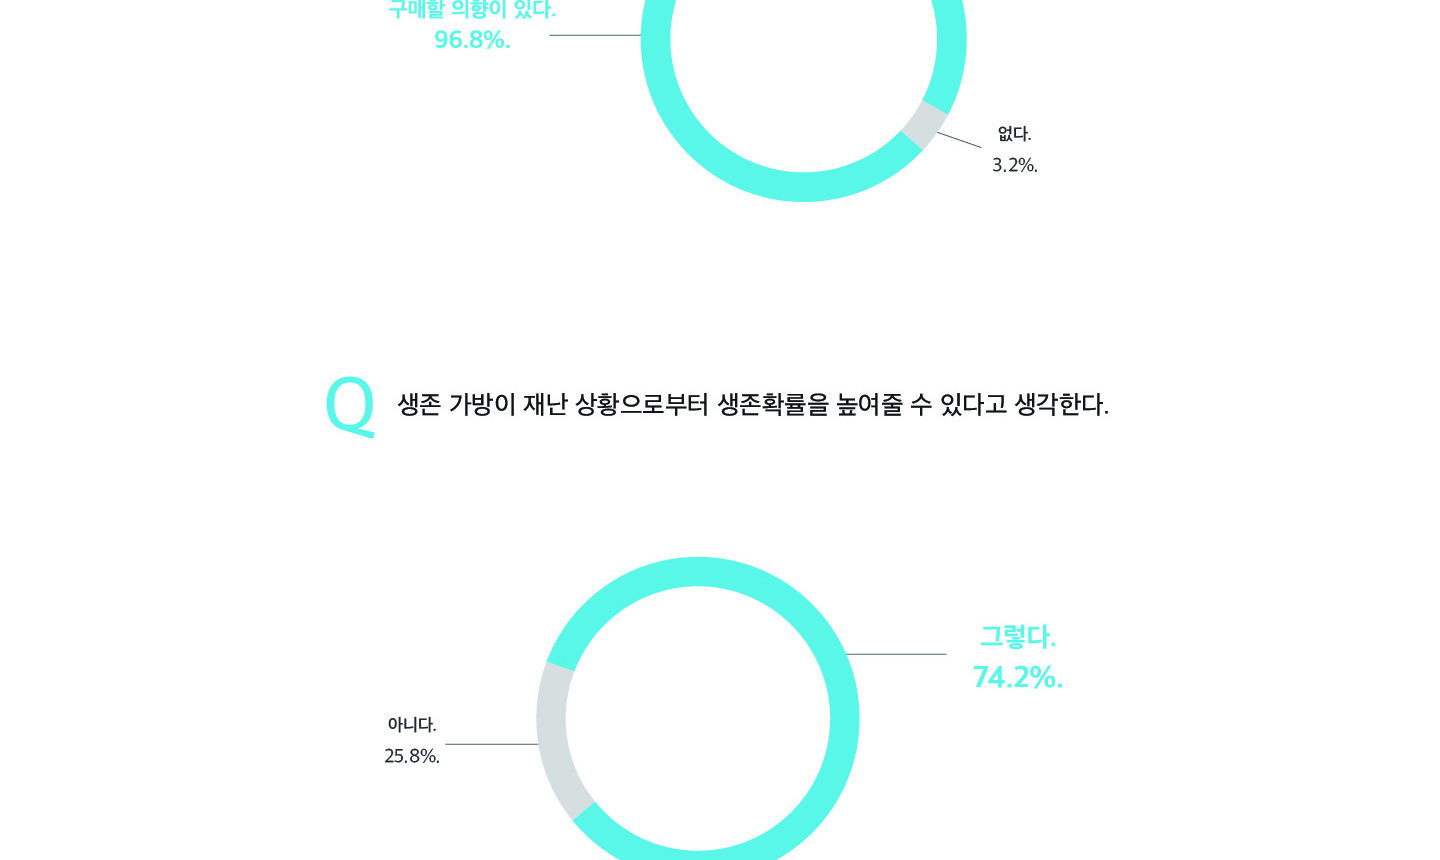 구매할 의향이 있다.
96.8%.
없다.
3.2%.
Q 생존 가방이 재난 상황으로부터 생존확률을 높여줄 수 있다고 생각한다.
그렇다.
74.2%.
아니다.
25.8%.